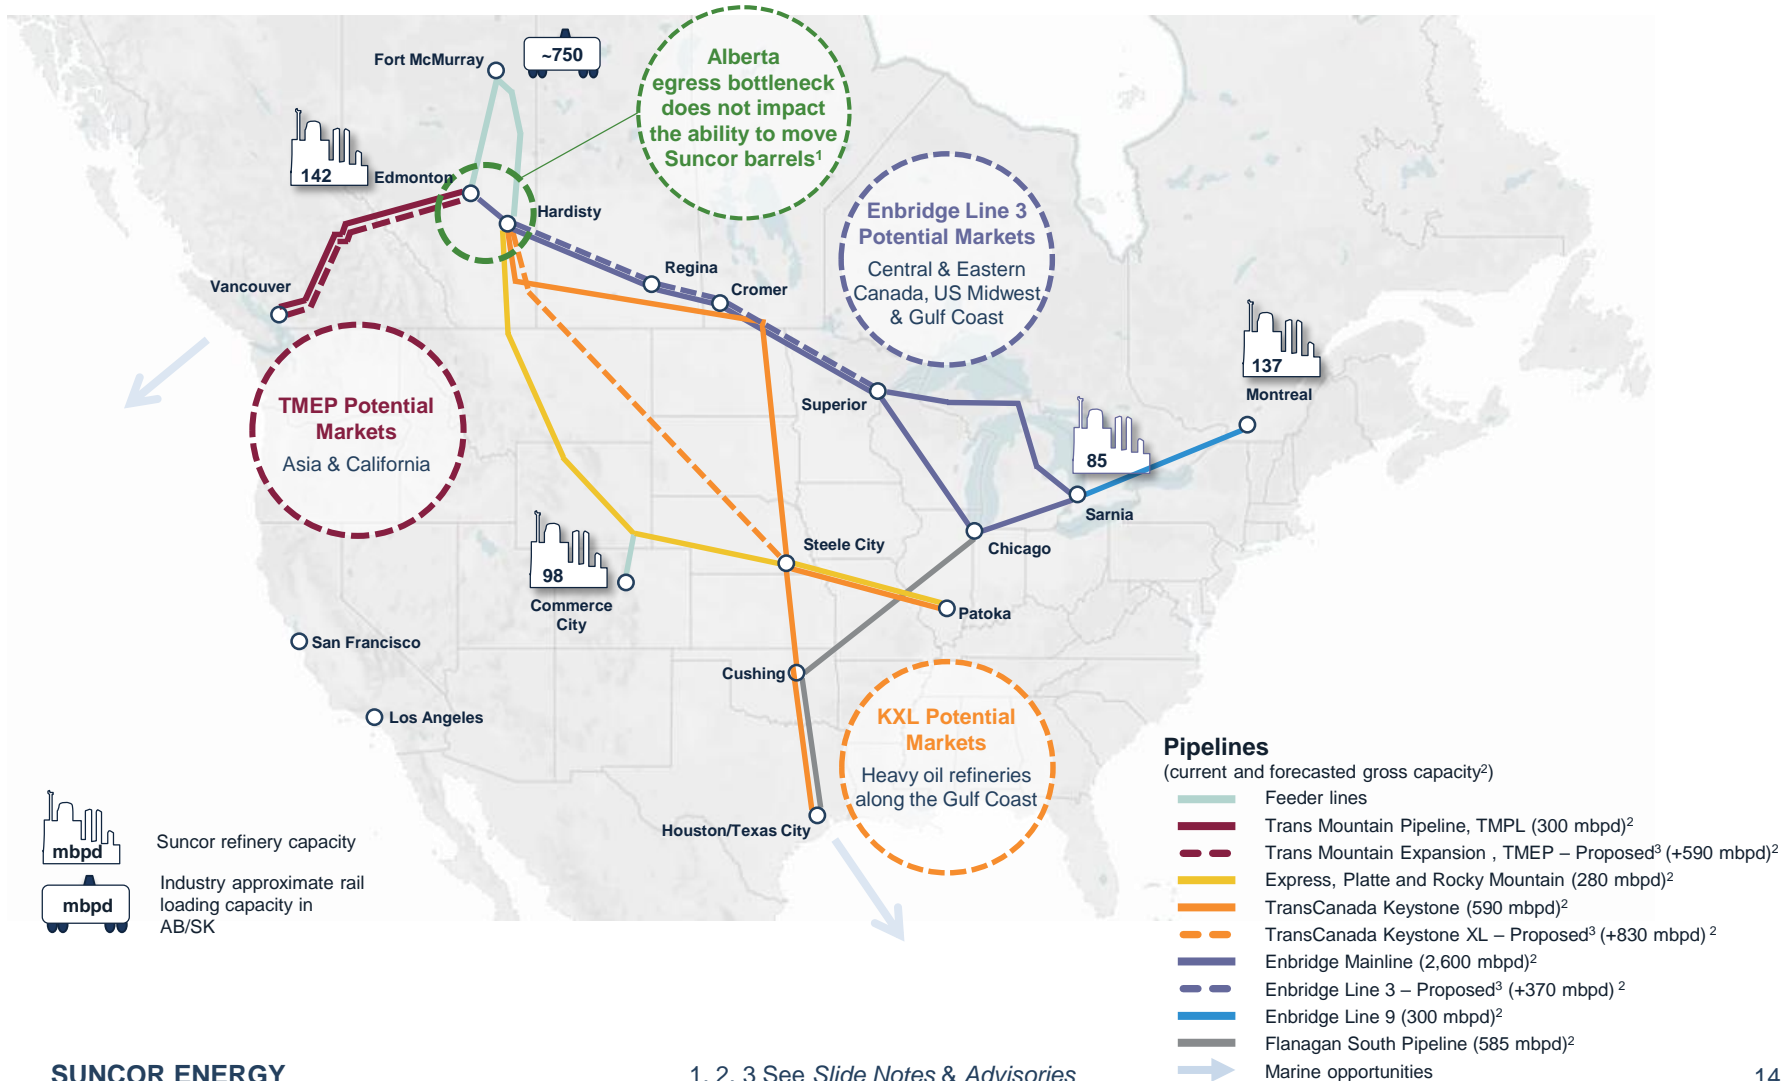 Fort McMurray
~750
Alberta
egress bottleneck
does not impact
the ability to move
Suncor barrels¹
142
Edmonton
Hardisty
Enbridge Line 3
Potential Markets
Central & Eastern
Canada, US Midwest
& Gulf Coast
Regina
Cromer
Vancouver
137
Montreal
TMEP Potential
Markets
Asia & California
Superior
85
Sarnia
Chicago
Steele City
98
Commerce
City
Patoka
San Francisco
Cushing
Los Angeles
KXL Potential
Markets
Heavy oil refineries
along the Gulf Coast
Houston/Texas City
mbpd
Suncor refinery capacity
mbpd
Industry approximate rail
loading capacity in
AB/SK
Pipelines
(current and forecasted gross capacity²)
Feeder lines
Trans Mountain Pipeline, TMPL (300 mbpd)²
Trans Mountain Expansion , TMEP – Proposed³ (+590 mbpd)²
Express, Platte and Rocky Mountain (280 mbpd)²
TransCanada Keystone (590 mbpd)²
TransCanada Keystone XL – Proposed³ (+830 mbpd) ²
Enbridge Mainline (2,600 mbpd)²
Enbridge Line 3 – Proposed³ (+370 mbpd) ²
Enbridge Line 9 (300 mbpd)²
Flanagan South Pipeline (585 mbpd)²
Marine opportunities
SUNCOR ENERGY
1, 2, 3 See Slide Notes & Advisories
14